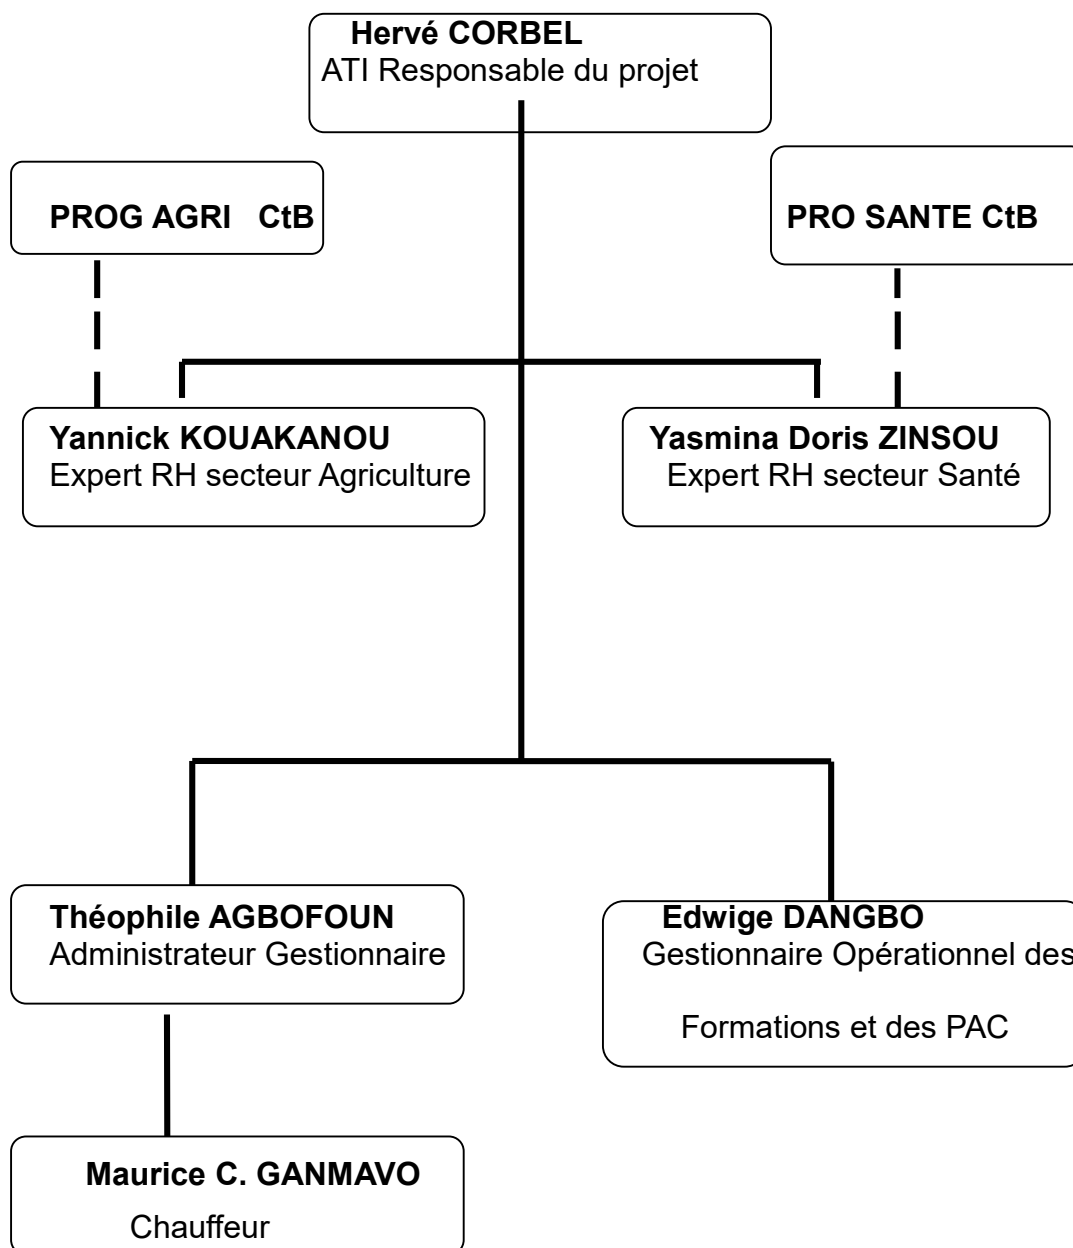 Hervé CORBEL
ATI Responsable du projet
PROG AGRI CtB
PRO SANTE CtB
Yannick KOUAKANOU
Expert RH secteur Agriculture
Yasmina Doris ZINSOU
Expert RH secteur Santé
Théophile AGBOFOUN
Administrateur Gestionnaire
Edwige DANGBO
Gestionnaire Opérationnel des
Formations et des PAC
Maurice C. GANMAVO
Chauffeur